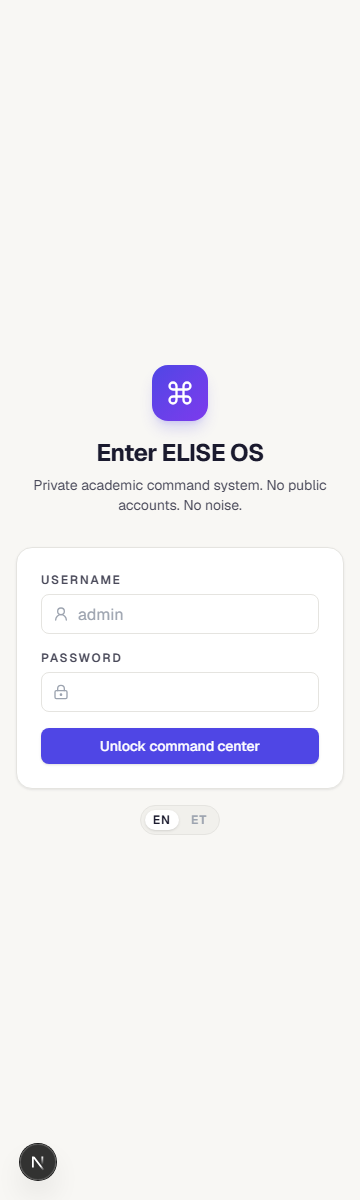 Enter ELISE OS
Private academic command system. No public
accounts. No noise.
USERNAME
admin
PASSWORD
Unlock command center
EN ET
N